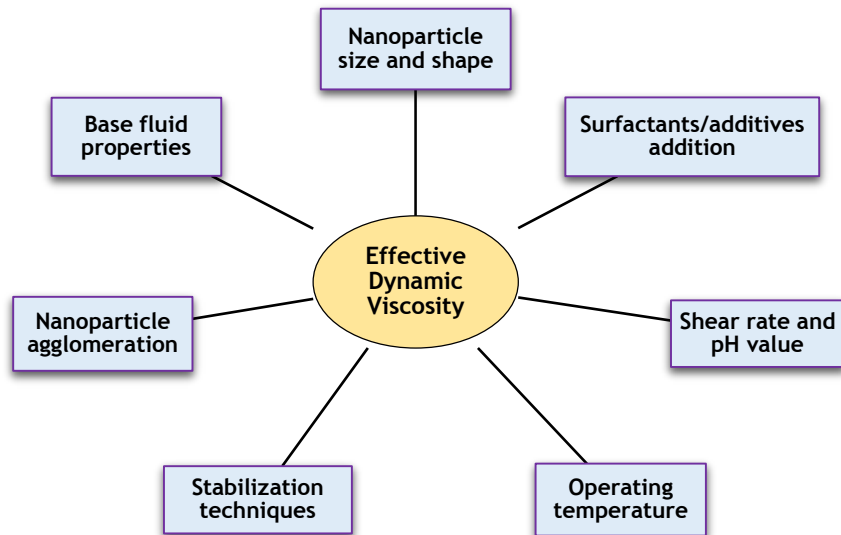 Nanoparticle
size and shape
Base fluid
properties
Surfactants/additives
addition
Effective
Dynamic
Viscosity
Nanoparticle
agglomeration
Shear rate and
pH value
Stabilization
techniques
Operating
temperature